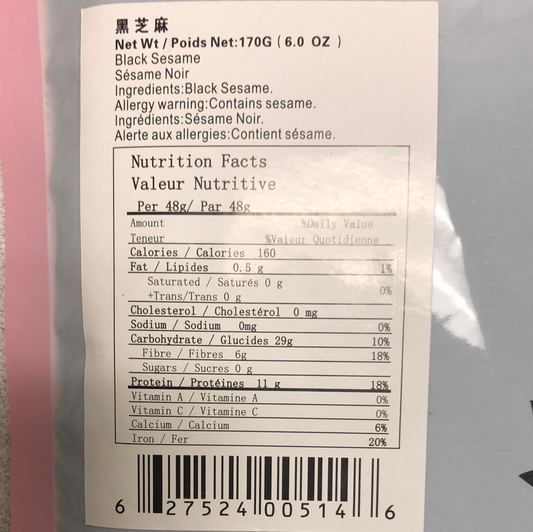 黑芝麻
Net Wt / Poids Net:170G ( 6.0 OZ )
Black Sesame
Sésame Noir
Ingredients:Black Sesame.
Allergy warning:Contains sesame.
Ingrédients:Sésame Noir.
Alerte aux allergies:Contient sésame.
Nutrition Facts
Valeur Nutritive
Per 48g/ Par 48g
Amount %Daily Value
Teneur %Valeur Quotidienne
Calories / Calories 160
Fat / Lipides 0.5 g 1%
Saturated / Saturés 0 g
+Trans/Trans 0 g 0%
Cholesterol / Cholestérol 0 mg
Sodium / Sodium 0mg 0%
Carbohydrate / Glucides 29g 10%
Fibre / Fibres 6g 18%
Sugars / Sucres 0 g
Protein / Protéines 11 g 18%
Vitamin A / Vitamine A 0%
Vitamin C / Vitamine C 0%
Calcium / Calcium 6%
Iron / Fer 20%
6 27524 00514 6